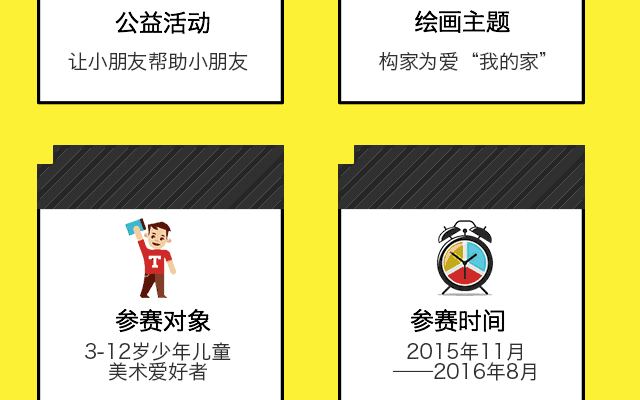 公益活动
让小朋友帮助小朋友
绘画主题
构家为爱“我的家”
T
参赛对象
3-12岁少年儿童
美术爱好者
参赛时间
2015年11月
——2016年8月